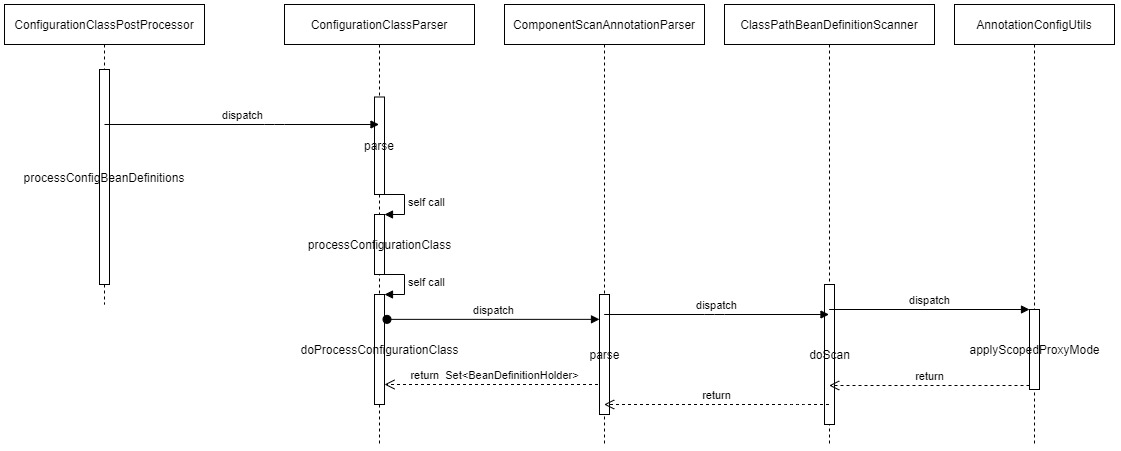 ConfigurationClassPostProcessor
ConfigurationClassParser
ComponentScanAnnotationParser
ClassPathBeanDefinitionScanner
AnnotationConfigUtils
dispatch
parse
processConfigBeanDefinitions
self call
processConfigurationClass
self call
dispatch
dispatch
dispatch
doProcessConfigurationClass
parse
doScan
applyScopedProxyMode
return Set<BeanDefinitionHolder>
return
return